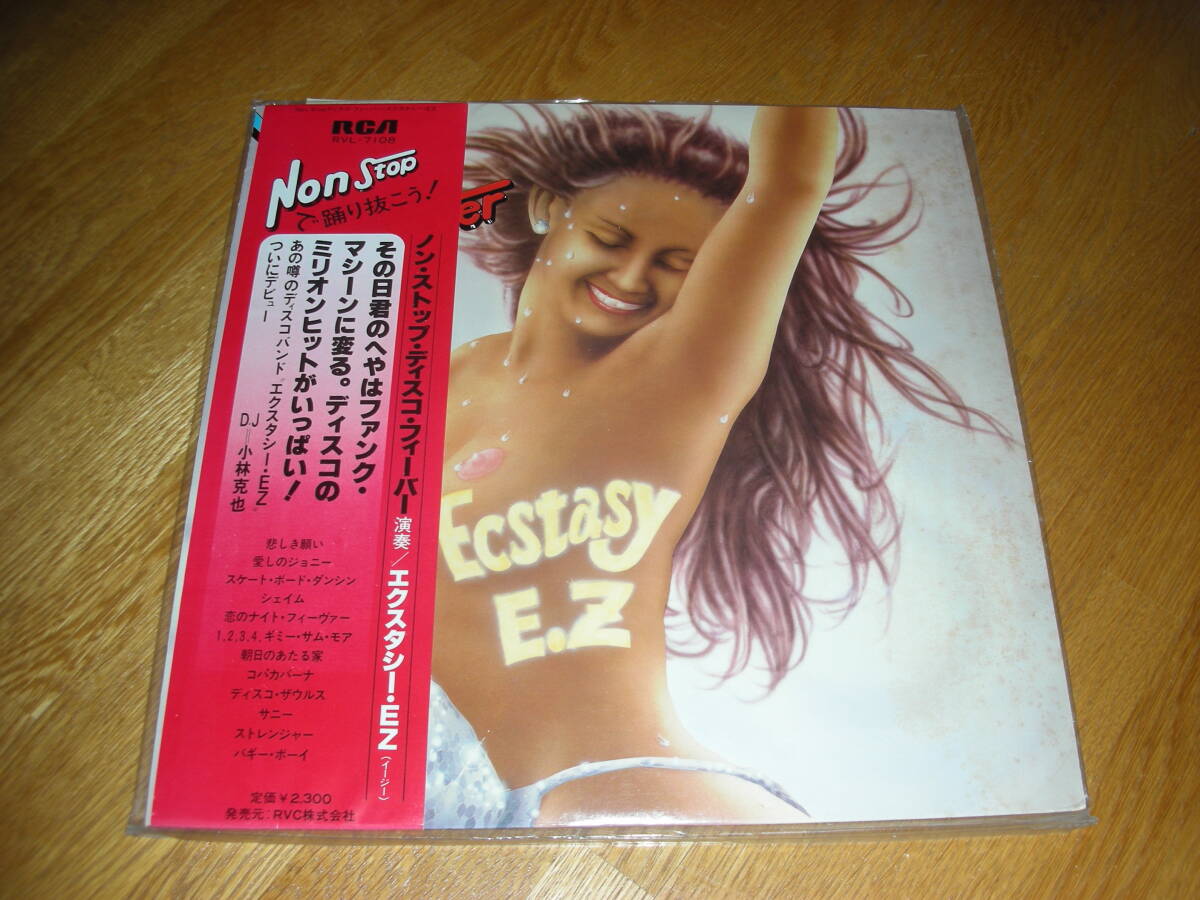 RCA
RVL-7108
Non Stop
で踊り抜こう!
er
ノン・ストップ・ディスコ・フィーバー 演奏/エクスタシー・EZ(イージー)
その日君のへやはファンク・
マシーンに変る。ディスコの
ミリオンヒットがいっぱい!
あの噂のディスコバンド“エクスタシー・EZ”
ついにデビュー
DJ=小林克也
悲しき願い
愛しのジョニー
スケート・ボード・ダンシン
シェイム
恋のナイト・フィーヴァー
1,2,3,4,ギミー・サム・モア
朝日のあたる家
コパカバーナ
ディスコ・ザウルス
サニー
ストレンジャー
バギー・ボーイ
定価¥2,300
発売元:RVC株式会社
Ecstasy
E.Z